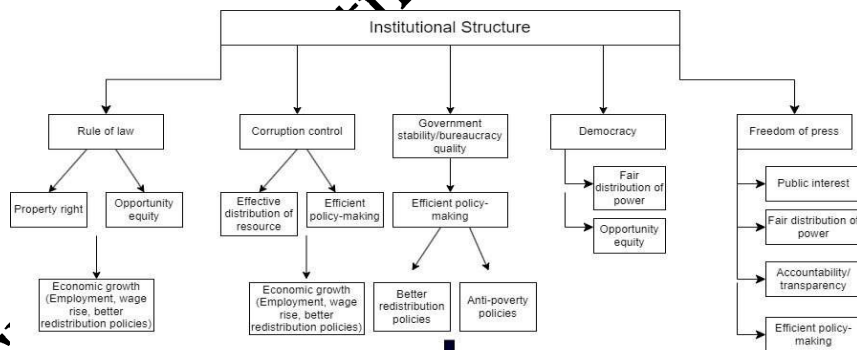 Institutional Structure
Rule of law
Corruption control
Government
stability/bureaucracy
quality
Democracy
Freedom of press
Property right
Opportunity
equity
Effective
distribution of
resource
Efficient
policy-making
Efficient policy-
making
Fair
distribution of
power
Opportunity
equity
Public interest
Fair distribution of
power
Accountability/
transparency
Efficient policy-
making
Economic growth
(Employment, wage
rise, better
redistribution policies)
Economic growth
(Employment, wage
rise, better
redistribution policies)
Better
redistribution
policies
Anti-poverty
policies